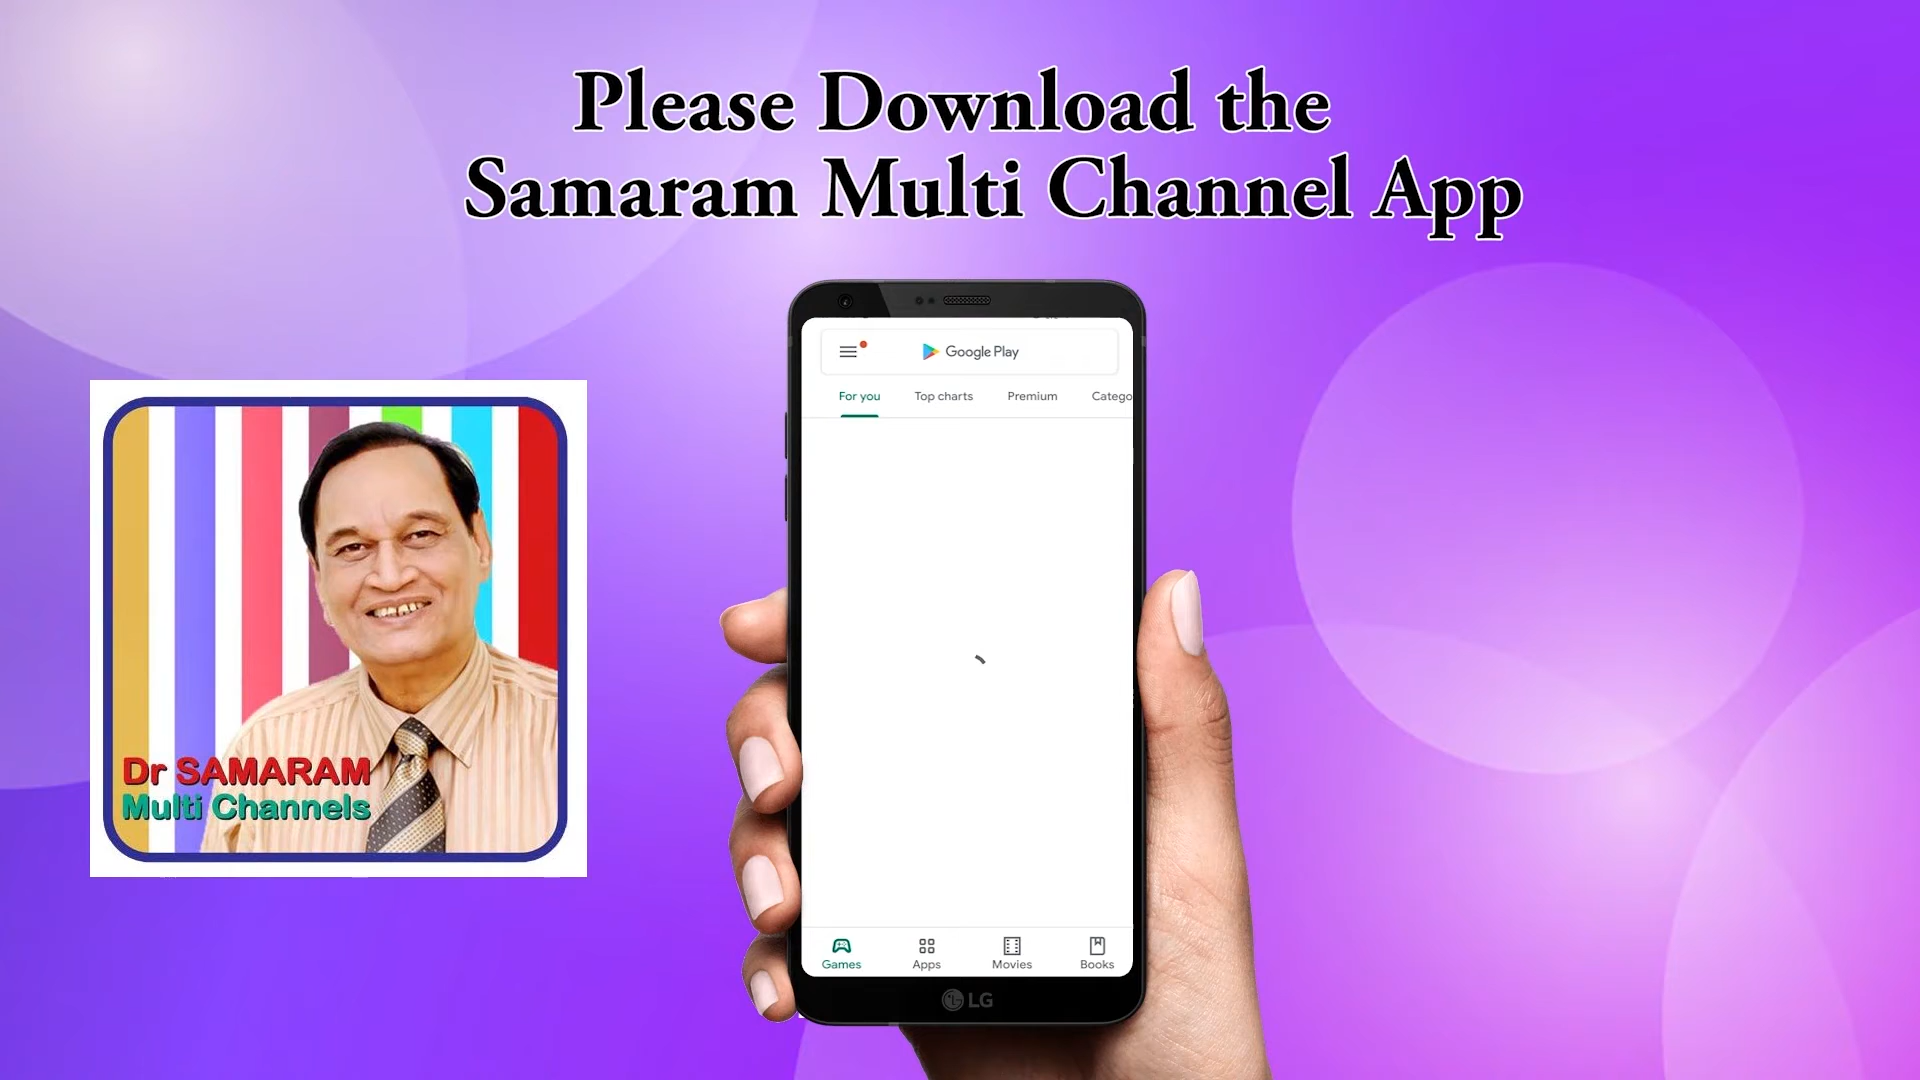 Please Download the
Samaram Multi Channel App
Google Play
For you Top charts Premium Catego
Dr SAMARAM
Multi Channels
Games Apps Movies Books
LG